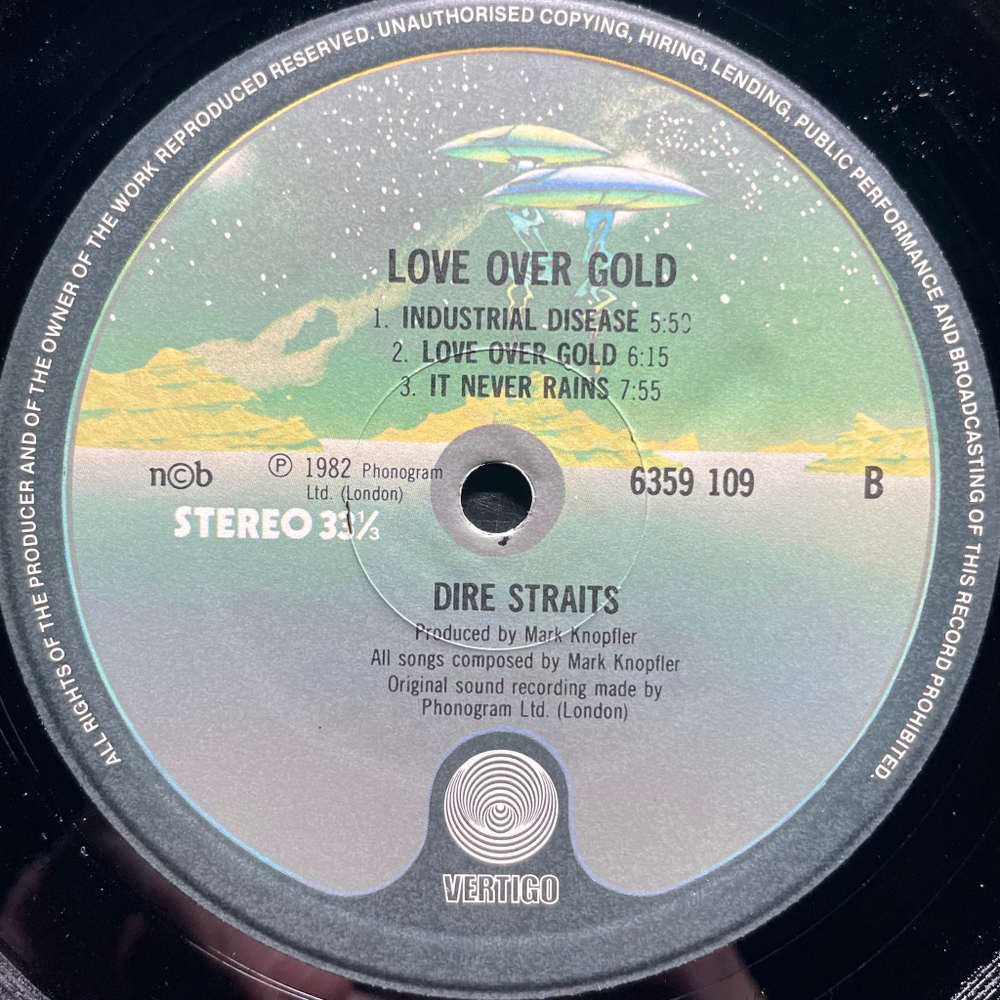 ALL RIGHTS OF THE PRODUCER AND OF THE OWNER OF THE WORK REPRODUCED RESERVED. UNAUTHORISED COPYING, HIRING, LENDING, PUBLIC PERFORMANCE AND BROADCASTING OF THIS RECORD PROHIBITED.
LOVE OVER GOLD
1. INDUSTRIAL DISEASE 5:50
2. LOVE OVER GOLD 6:15
3. IT NEVER RAINS 7:55
n©b
℗ 1982 Phonogram
Ltd. (London)
6359 109
B
STEREO 33⅓
DIRE STRAITS
Produced by Mark Knopfler
All songs composed by Mark Knopfler
Original sound recording made by
Phonogram Ltd. (London)
VERTIGO